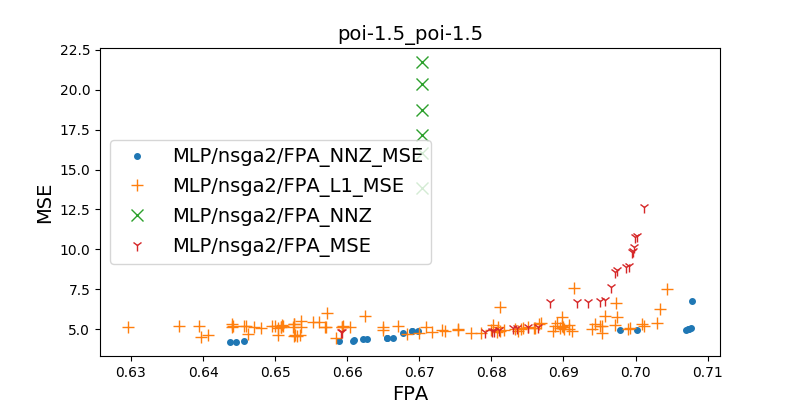 poi-1.5_poi-1.5
22.5
20.0
17.5
15.0
12.5
10.0
7.5
5.0
MSE
MLP/nsga2/FPA_NNZ_MSE
MLP/nsga2/FPA_L1_MSE
MLP/nsga2/FPA_NNZ
MLP/nsga2/FPA_MSE
0.63 0.64 0.65 0.66 0.67 0.68 0.69 0.70 0.71
FPA